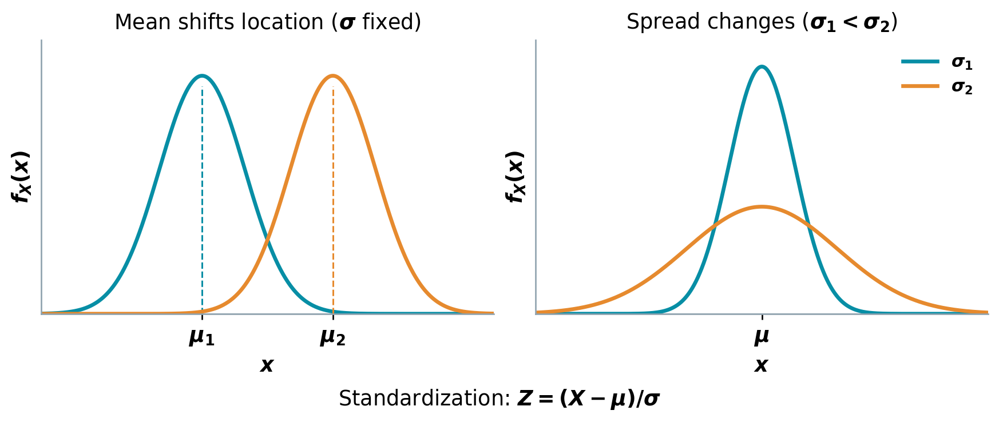 Mean shifts location (σ fixed)
f_X(x)
μ₁ μ₂
x
Spread changes (σ₁ < σ₂)
σ₁
σ₂
f_X(x)
μ
x
Standardization: Z = (X − μ)/σ